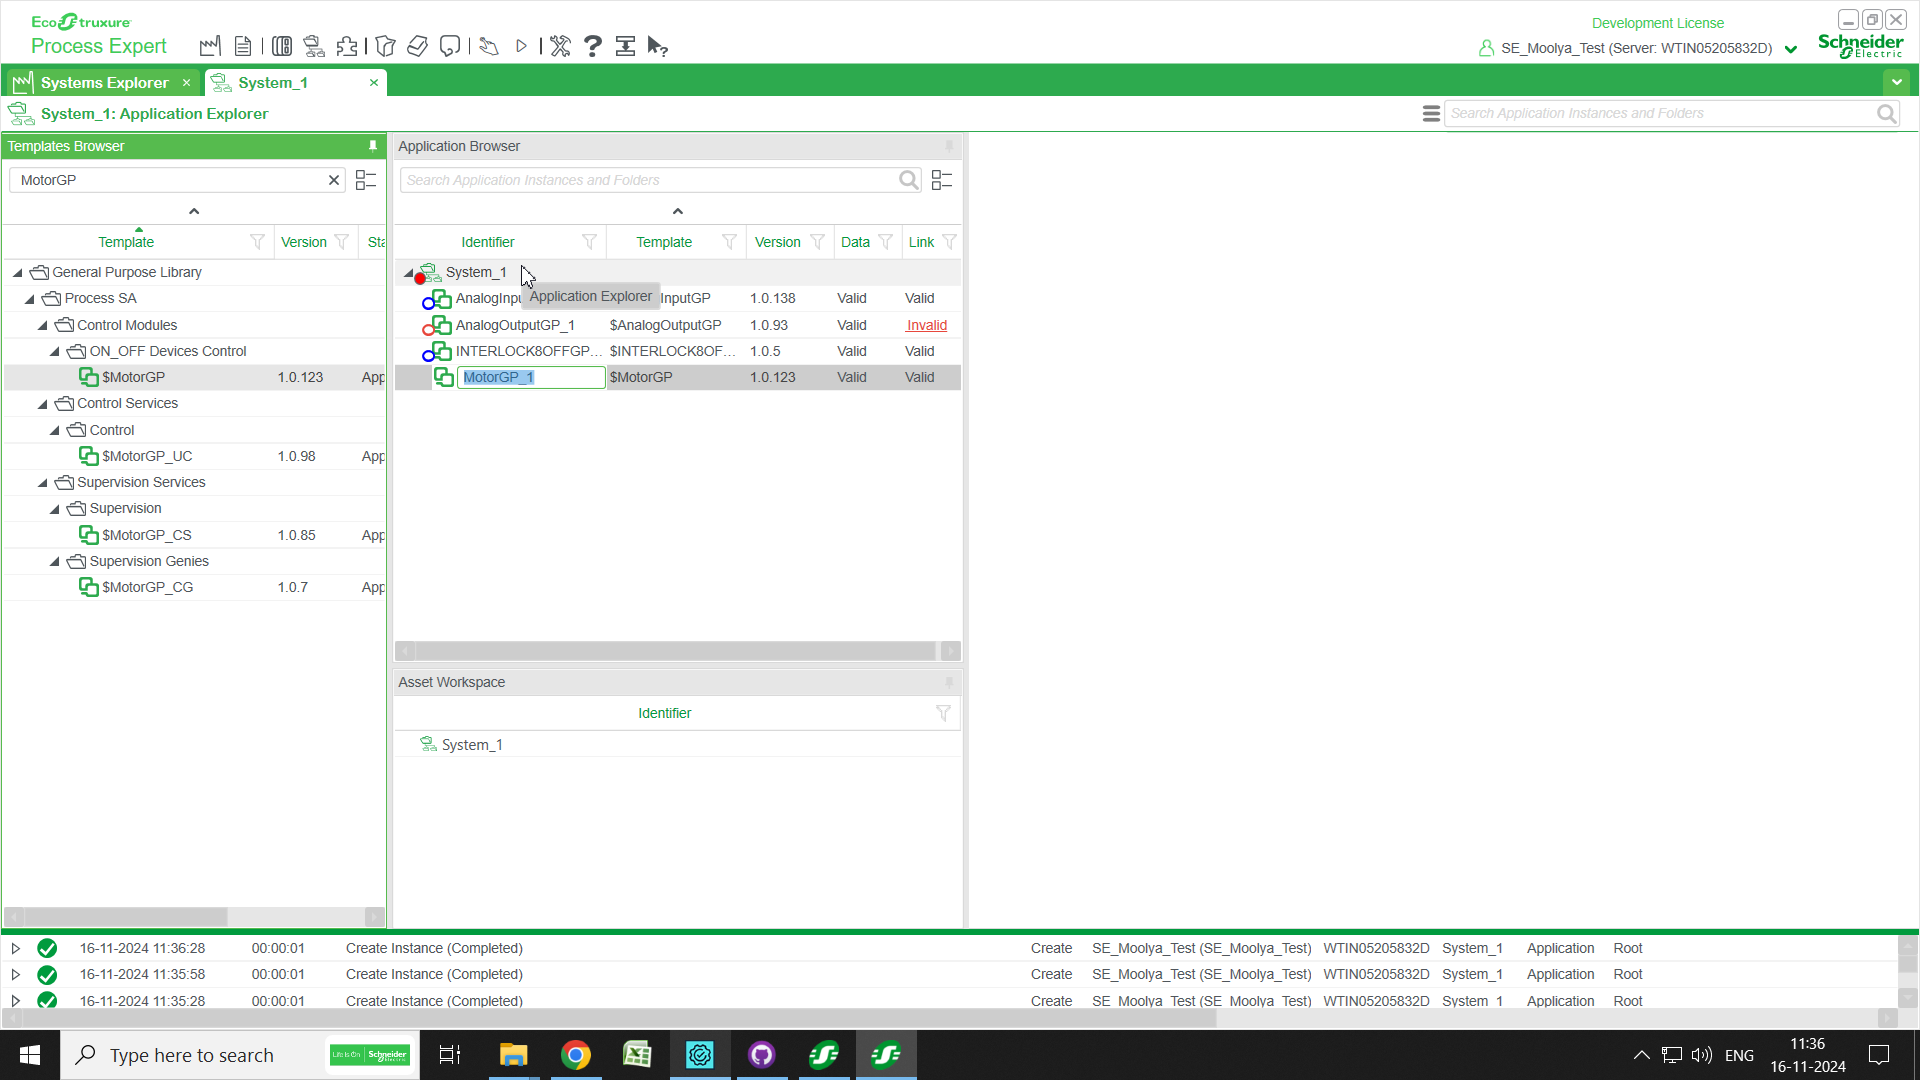 EcoStruxure
Process Expert
Development License
SE_Moolya_Test (Server: WTIN05205832D)
Schneider
Electric
Systems Explorer
System_1
System_1: Application Explorer
Search Application Instances and Folders
Templates Browser
MotorGP
Template Version Sta
General Purpose Library
Process SA
Control Modules
ON_OFF Devices Control
$MotorGP 1.0.123 App
Control Services
Control
$MotorGP_UC 1.0.98 App
Supervision Services
Supervision
$MotorGP_CS 1.0.85 App
Supervision Genies
$MotorGP_CG 1.0.7 App
Application Browser
Search Application Instances and Folders
Identifier Template Version Data Link
System_1
Application Explorer
AnalogInpu InputGP 1.0.138 Valid Valid
AnalogOutputGP_1 $AnalogOutputGP 1.0.93 Valid Invalid
INTERLOCK8OFFGP... $INTERLOCK8OF... 1.0.5 Valid Valid
MotorGP_1 $MotorGP 1.0.123 Valid Valid
Asset Workspace
Identifier
System_1
16-11-2024 11:36:28 00:00:01 Create Instance (Completed) Create SE_Moolya_Test (SE_Moolya_Test) WTIN05205832D System_1 Application Root
16-11-2024 11:35:58 00:00:01 Create Instance (Completed) Create SE_Moolya_Test (SE_Moolya_Test) WTIN05205832D System_1 Application Root
16-11-2024 11:35:28 00:00:01 Create Instance (Completed) Create SE_Moolya_Test (SE_Moolya_Test) WTIN05205832D System_1 Application Root
Type here to search
Life Is On Schneider Electric
ENG
11:36
16-11-2024